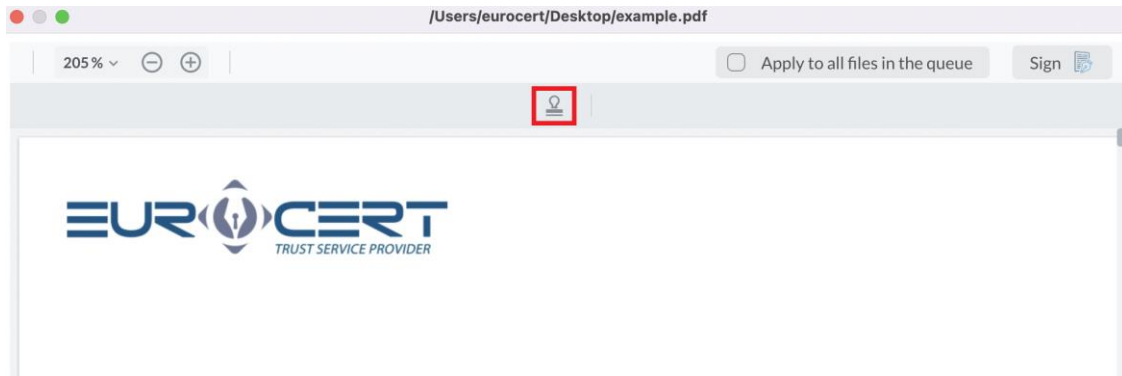 /Users/eurocert/Desktop/example.pdf
205 %
Apply to all files in the queue
Sign
EUROCERT
TRUST SERVICE PROVIDER